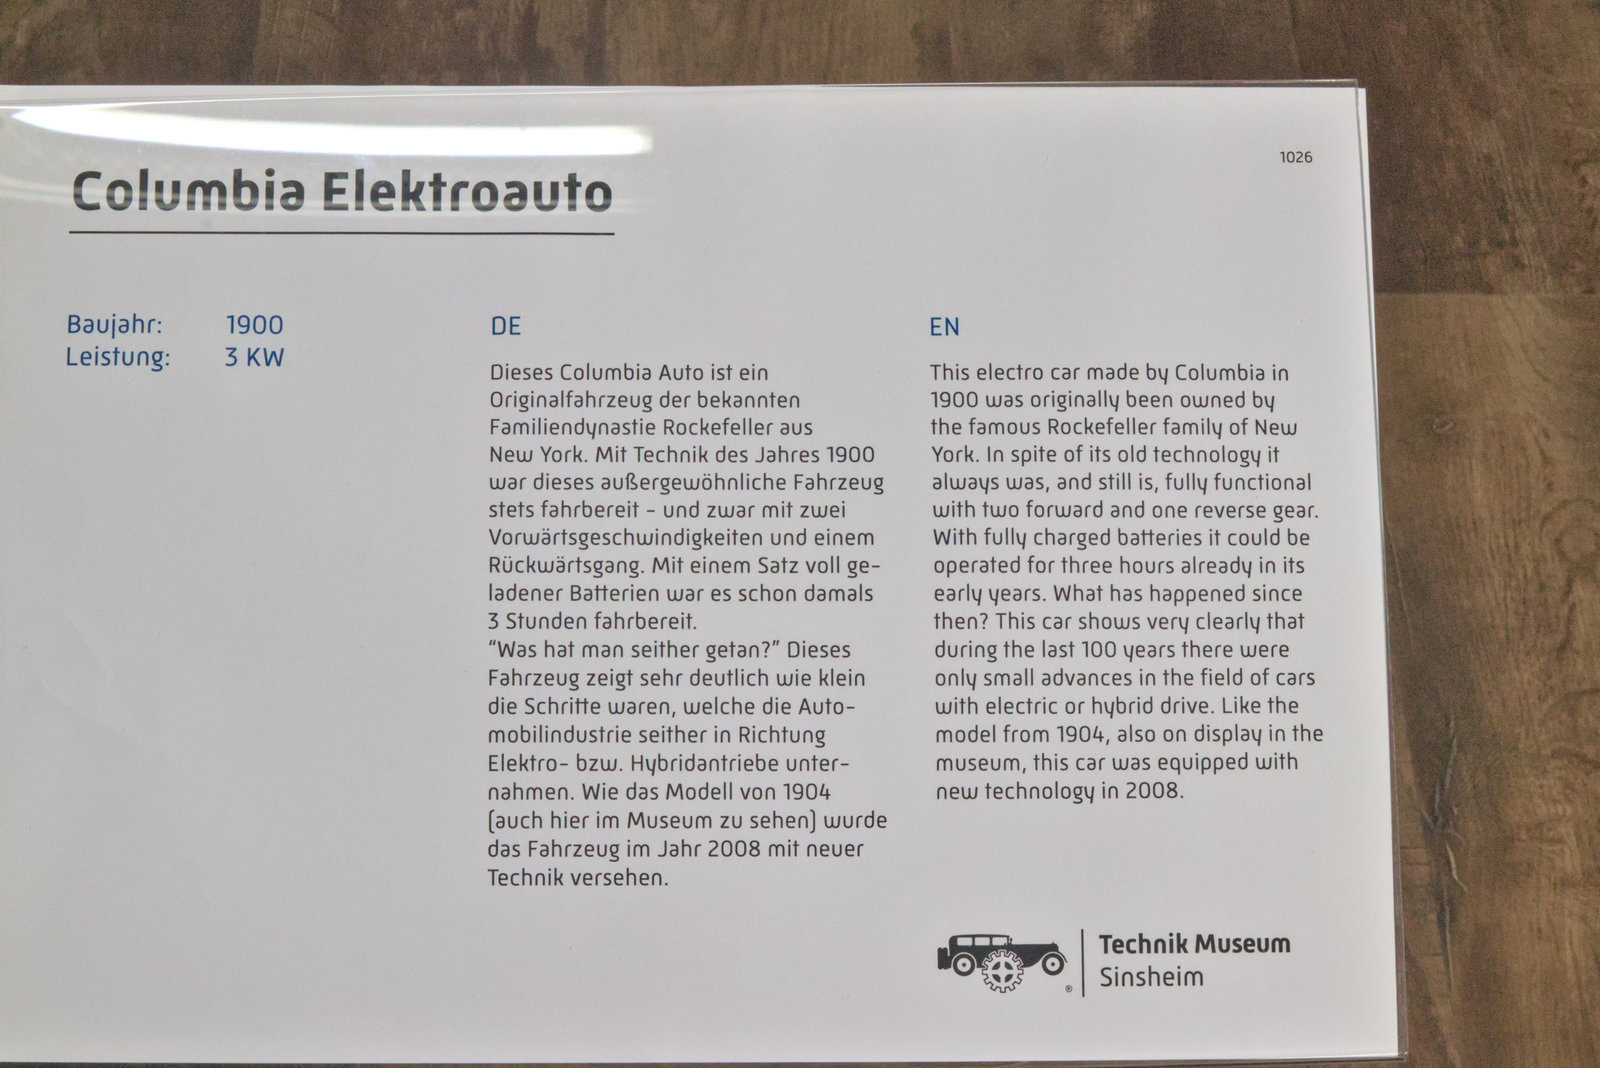 1026
Columbia Elektroauto
Baujahr: 1900
Leistung: 3 KW
DE
Dieses Columbia Auto ist ein
Originalfahrzeug der bekannten
Familiendynastie Rockefeller aus
New York. Mit Technik des Jahres 1900
war dieses außergewöhnliche Fahrzeug
stets fahrbereit – und zwar mit zwei
Vorwärtsgeschwindigkeiten und einem
Rückwärtsgang. Mit einem Satz voll ge-
ladener Batterien war es schon damals
3 Stunden fahrbereit.
“Was hat man seither getan?” Dieses
Fahrzeug zeigt sehr deutlich wie klein
die Schritte waren, welche die Auto-
mobilindustrie seither in Richtung
Elektro- bzw. Hybridantriebe unter-
nahmen. Wie das Modell von 1904
(auch hier im Museum zu sehen) wurde
das Fahrzeug im Jahr 2008 mit neuer
Technik versehen.
EN
This electro car made by Columbia in
1900 was originally been owned by
the famous Rockefeller family of New
York. In spite of its old technology it
always was, and still is, fully functional
with two forward and one reverse gear.
With fully charged batteries it could be
operated for three hours already in its
early years. What has happened since
then? This car shows very clearly that
during the last 100 years there were
only small advances in the field of cars
with electric or hybrid drive. Like the
model from 1904, also on display in the
museum, this car was equipped with
new technology in 2008.
®
Technik Museum
Sinsheim